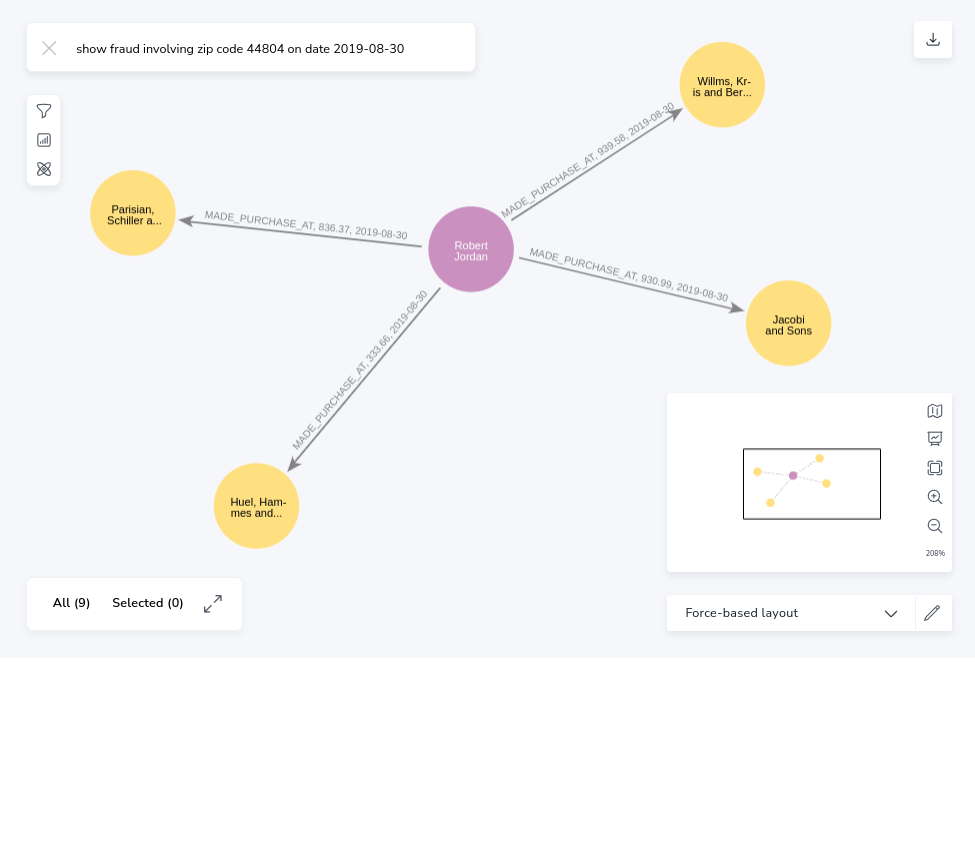 show fraud involving zip code 44804 on date 2019-08-30
Willms, Kr-
is and Ber...
MADE_PURCHASE_AT, 939.58, 2019-08-30
Parisian,
Schiller a...
MADE_PURCHASE_AT, 836.37, 2019-08-30
Robert
Jordan
MADE_PURCHASE_AT, 930.99, 2019-08-30
Jacobi
and Sons
MADE_PURCHASE_AT, 333.66, 2019-08-30
Huel, Ham-
mes and...
208%
All (9) Selected (0)
Force-based layout